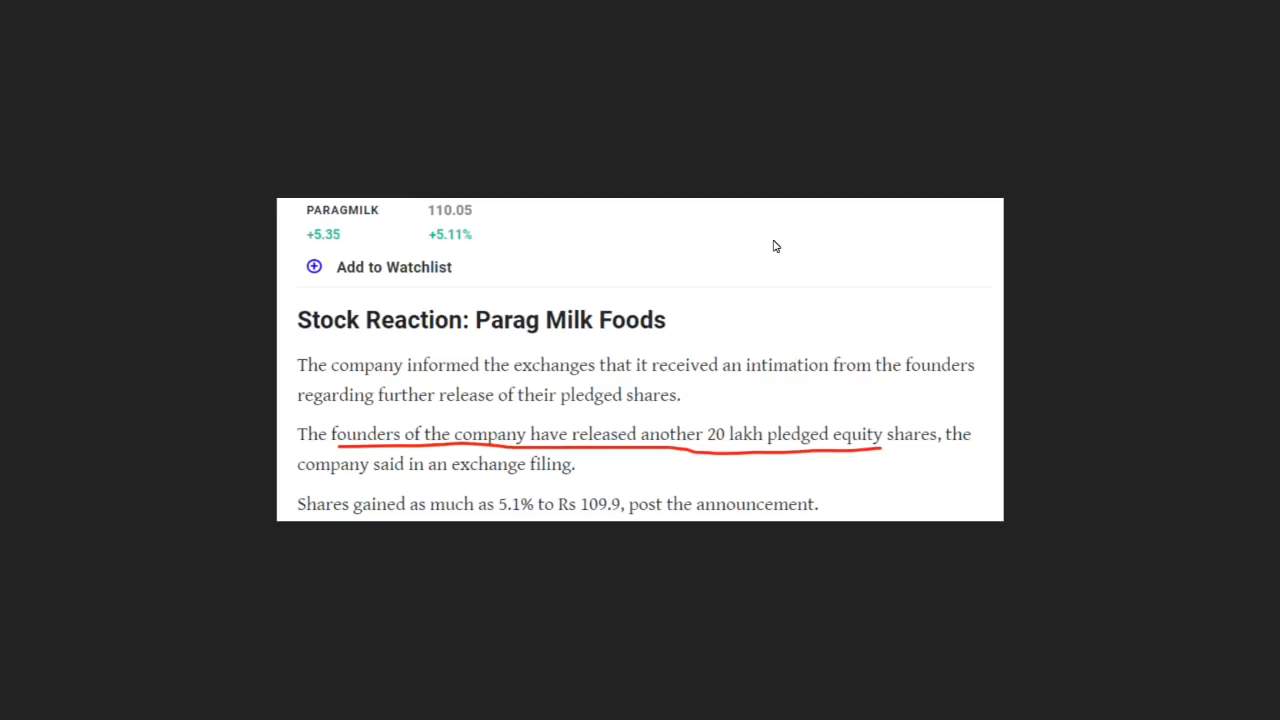 PARAGMILK 110.05
+5.35 +5.11%
Add to Watchlist
Stock Reaction: Parag Milk Foods
The company informed the exchanges that it received an intimation from the founders
regarding further release of their pledged shares.
The founders of the company have released another 20 lakh pledged equity shares, the
company said in an exchange filing.
Shares gained as much as 5.1% to Rs 109.9, post the announcement.